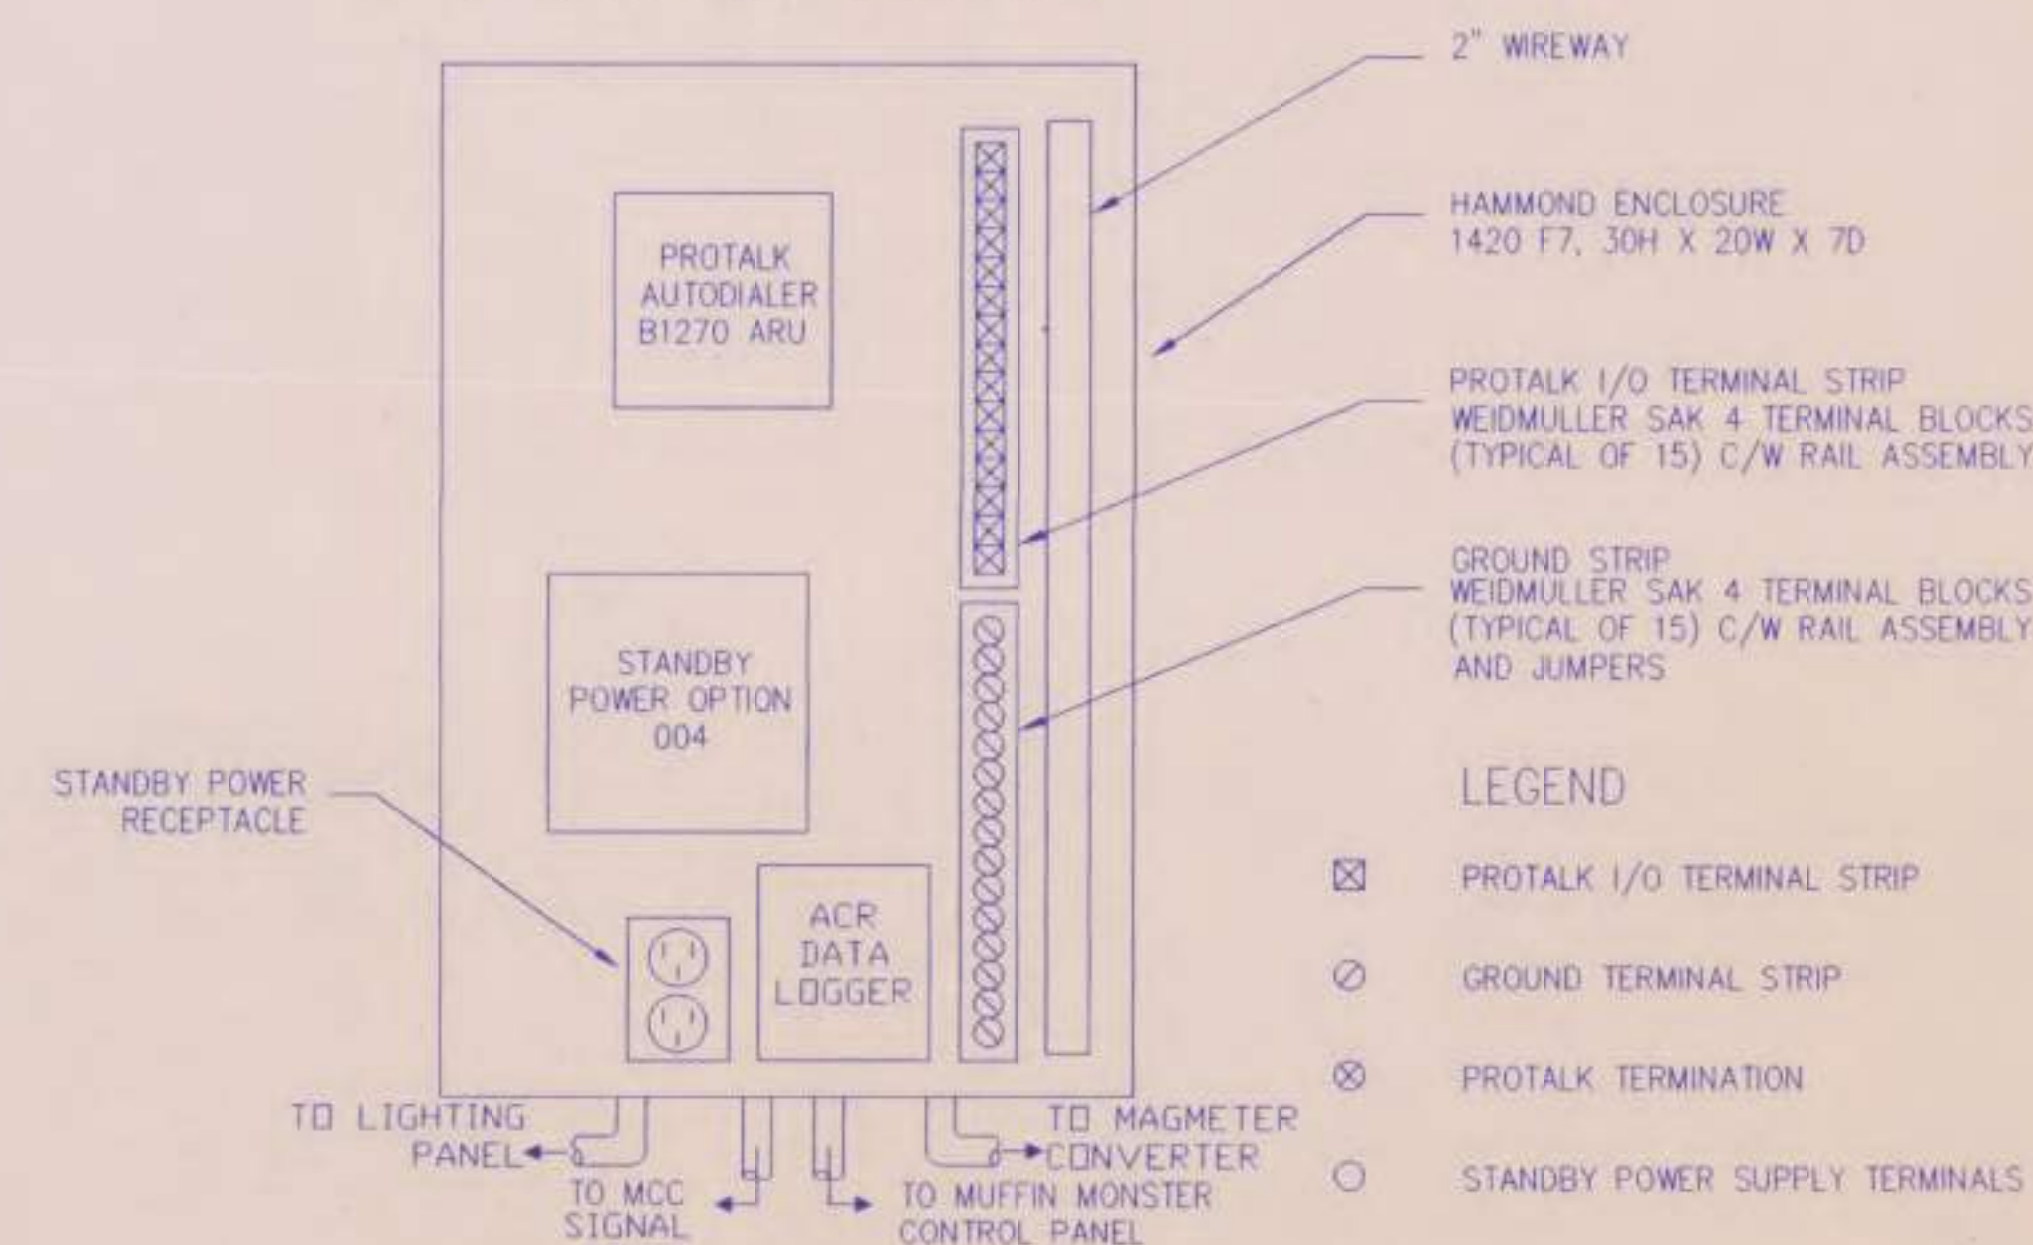 2" WIREWAY
HAMMOND ENCLOSURE
1420 F7, 30H X 20W X 7D
PROTALK
AUTODIALER
B1270 ARU
PROTALK I/O TERMINAL STRIP
WEIDMULLER SAK 4 TERMINAL BLOCKS
(TYPICAL OF 15) C/W RAIL ASSEMBLY
GROUND STRIP
WEIDMULLER SAK 4 TERMINAL BLOCKS
(TYPICAL OF 15) C/W RAIL ASSEMBLY
AND JUMPERS
STANDBY
POWER OPTION
004
STANDBY POWER
RECEPTACLE
ACR
DATA
LOGGER
LEGEND
PROTALK I/O TERMINAL STRIP
GROUND TERMINAL STRIP
PROTALK TERMINATION
STANDBY POWER SUPPLY TERMINALS
TO LIGHTING
PANEL
TO MCC
SIGNAL
TO MUFFIN MONSTER
CONTROL PANEL
TO MAGMETER
CONVERTER